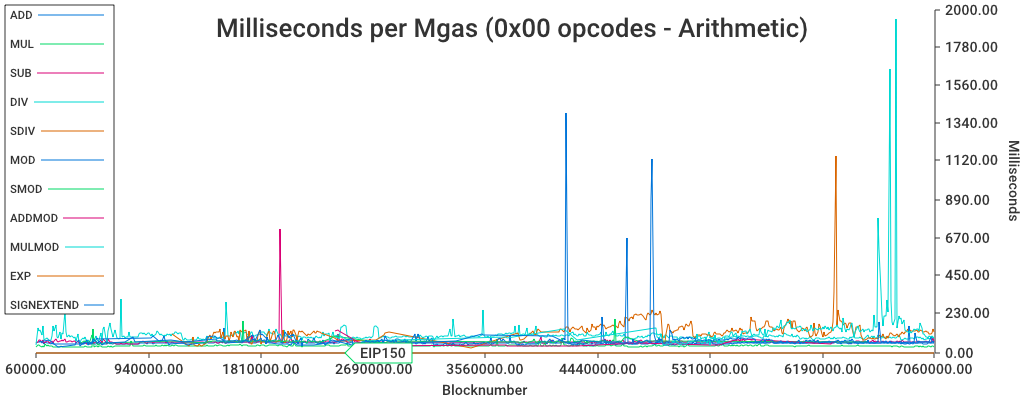 Milliseconds per Mgas (0x00 opcodes - Arithmetic)
ADD
MUL
SUB
DIV
SDIV
MOD
SMOD
ADDMOD
MULMOD
EXP
SIGNEXTEND
2000.00
1780.00
1560.00
1340.00
1120.00
890.00
670.00
450.00
230.00
0.00
Milliseconds
EIP150
60000.00 940000.00 1810000.00 2690000.00 3560000.00 4440000.00 5310000.00 6190000.00 7060000.00
Blocknumber